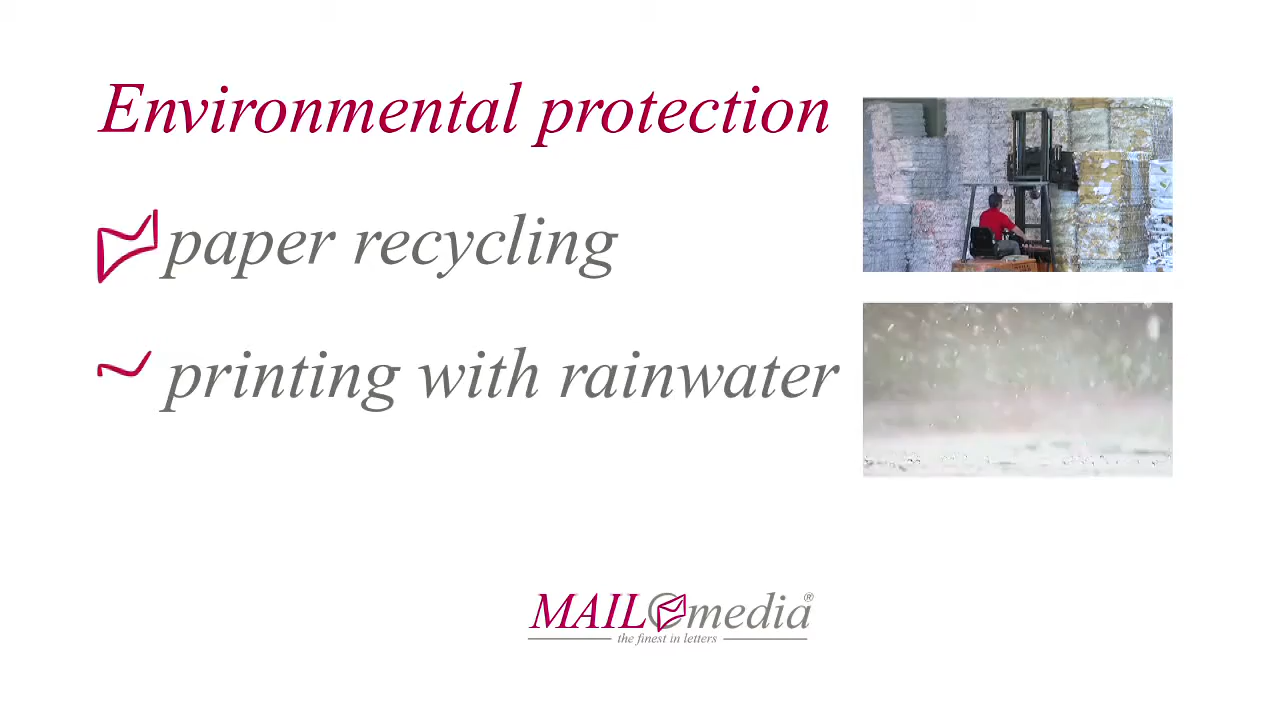 Environmental protection
paper recycling
printing with rainwater
MAIL media®
the finest in letters